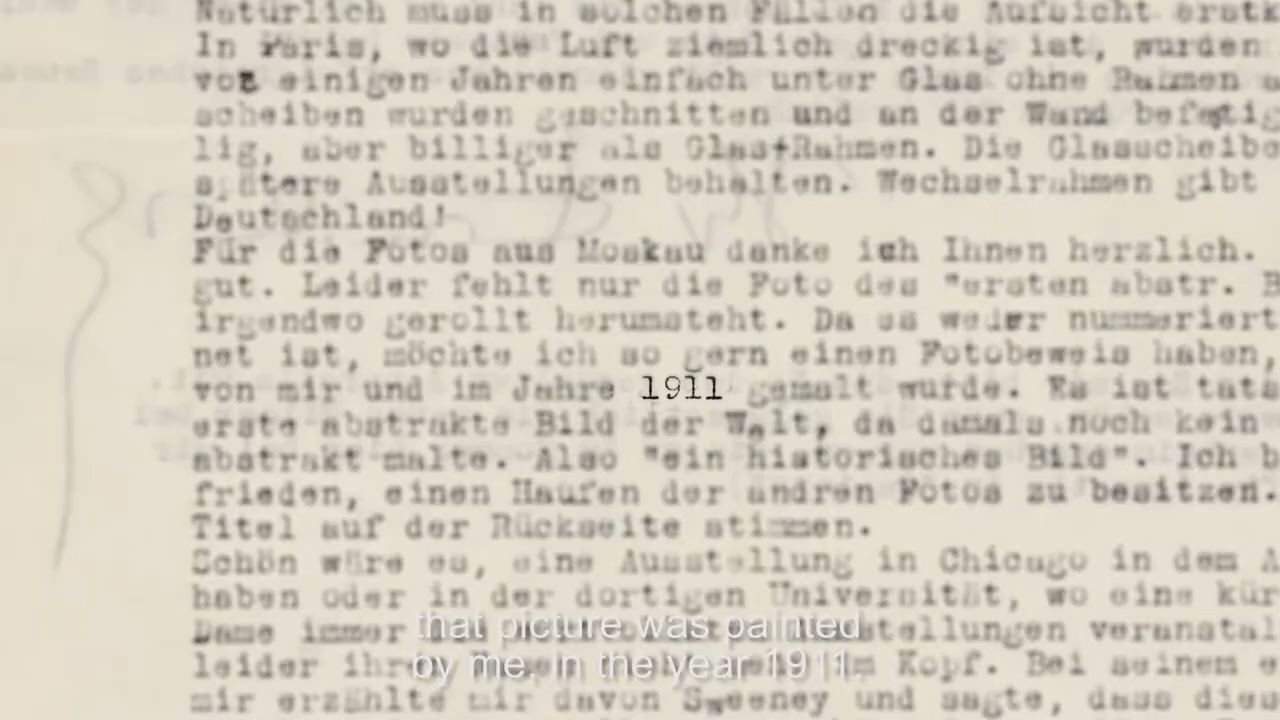 Natürlich muss in solchen Fällen die Aufsicht
In Paris, wo die Luft ziemlich dreckig ist, wurden
vor einigen Jahren einfach unter Glas ohne Rahmen
scheiben wurden geschnitten und an der Wand
lig, aber billiger als Glas+Rahmen. Die
spätere Ausstellungen behalten. Wechselrahmen gibt
Deutschland!
Für die Fotos aus Moskau danke ich Ihnen herzlich.
gut. Leider fehlt nur die Foto des "ersten abstr.
irgendwo gerollt herumsteht. Da es weder nummeriert
net ist, möchte ich so gern einen Fotobeweis haben,
von mir und im Jahre 1911 gemalt wurde. Es ist
erste abstrakte Bild der Welt, da damals noch kein
abstrakt malte. Also "ein historisches Bild". Ich
frieden, einen Haufen der andren Fotos zu besitzen.
Titel auf der Rückseite stimmen.
Schön wäre es, eine Ausstellung in Chicago in dem
haben oder in der dortigen Universität, wo eine
Dame immer
leider Kopf. Bei seinem
mir erzählte mir davon Sweeney und sagte, dass
that picture was painted
by me, in the year 1911.